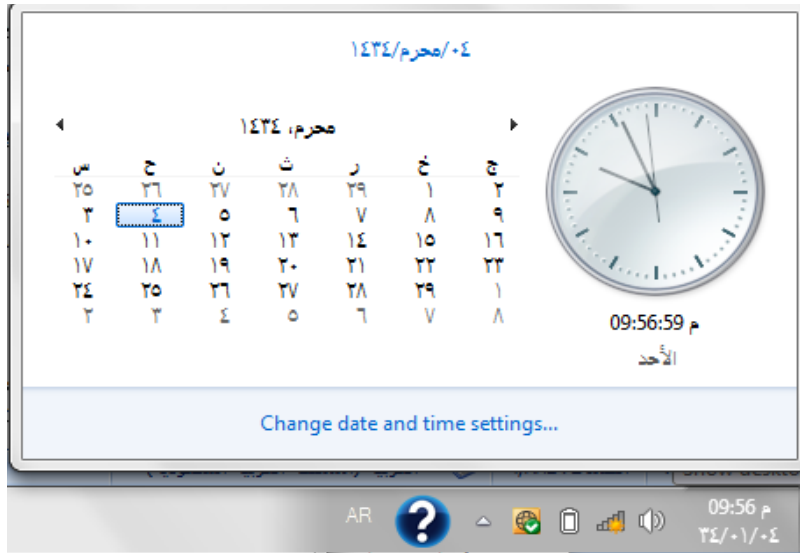 ٠٤/محرم/١٤٣٤
محرم، ١٤٣٤
س ح ن ث ر خ ج
٢٥ ٢٦ ٢٧ ٢٨ ٢٩ ١ ٢
٣ ٤ ٥ ٦ ٧ ٨ ٩
١٠ ١١ ١٢ ١٣ ١٤ ١٥ ١٦
١٧ ١٨ ١٩ ٢٠ ٢١ ٢٢ ٢٣
٢٤ ٢٥ ٢٦ ٢٧ ٢٨ ٢٩ ١
٢ ٣ ٤ ٥ ٦ ٧ ٨
09:56:59 م
الأحد
Change date and time settings...
AR
09:56 م
٣٤/٠١/٠٤